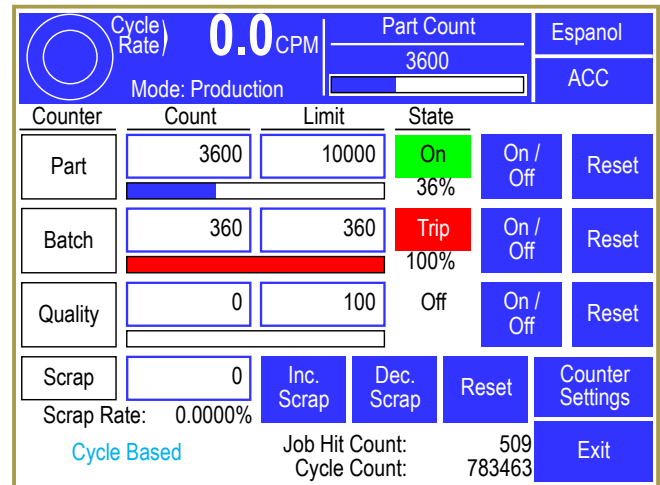 Cycle Rate) 0.0 CPM
Mode: Production
Part Count
3600
Espanol
ACC
Counter Count Limit State
Part 3600 10000 On On / Off Reset
36%
Batch 360 360 Trip On / Off Reset
100%
Quality 0 100 Off On / Off Reset
Scrap 0 Inc. Scrap Dec. Scrap Reset Counter Settings
Scrap Rate: 0.0000%
Cycle Based Job Hit Count: 509 Exit
Cycle Count: 783463